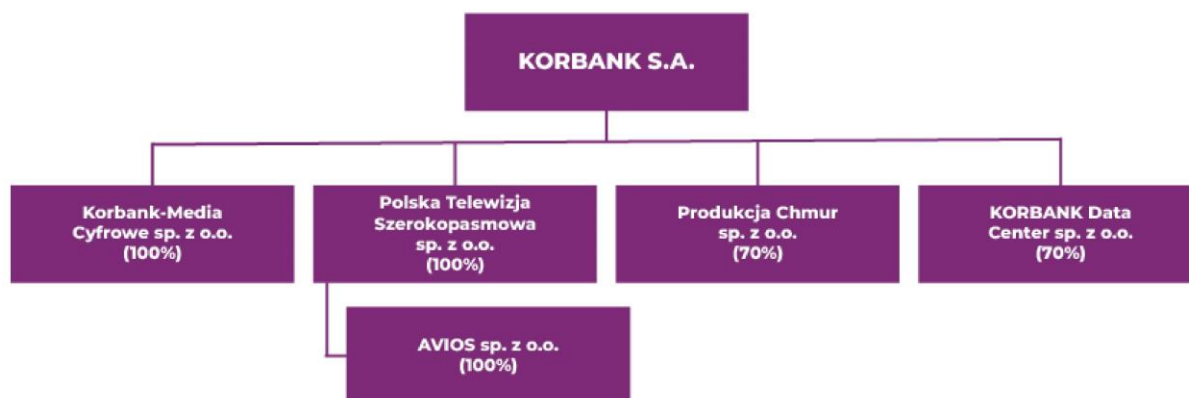 KORBANK S.A.
Korbank-Media
Cyfrowe sp. z o.o.
(100%)
Polska Telewizja
Szerokopasmowa
sp. z o.o.
(100%)
Produkcja Chmur
sp. z o.o.
(70%)
KORBANK Data
Center sp. z o.o.
(70%)
AVIOS sp. z o.o.
(100%)